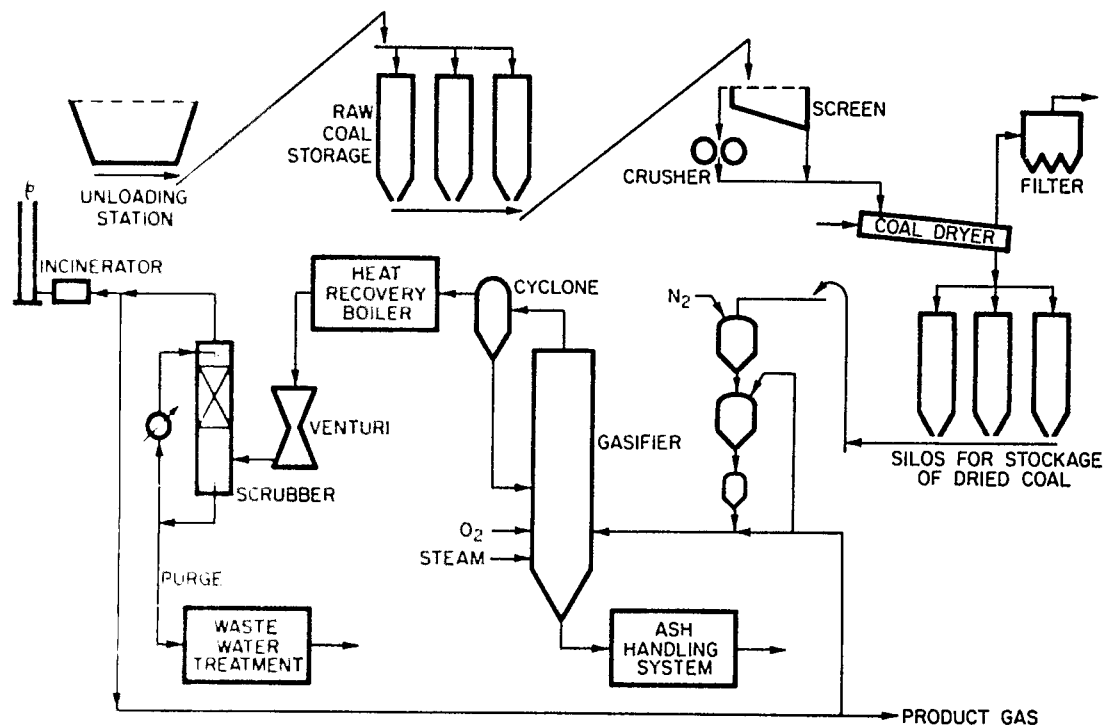 RAW
COAL
STORAGE
SCREEN
CRUSHER
FILTER
UNLOADING
STATION
COAL DRYER
INCINERATOR
HEAT
RECOVERY
BOILER
CYCLONE
N2
VENTURI
GASIFIER
SILOS FOR STOCKAGE
OF DRIED COAL
SCRUBBER
O2
STEAM
PURGE
WASTE
WATER
TREATMENT
ASH
HANDLING
SYSTEM
PRODUCT GAS